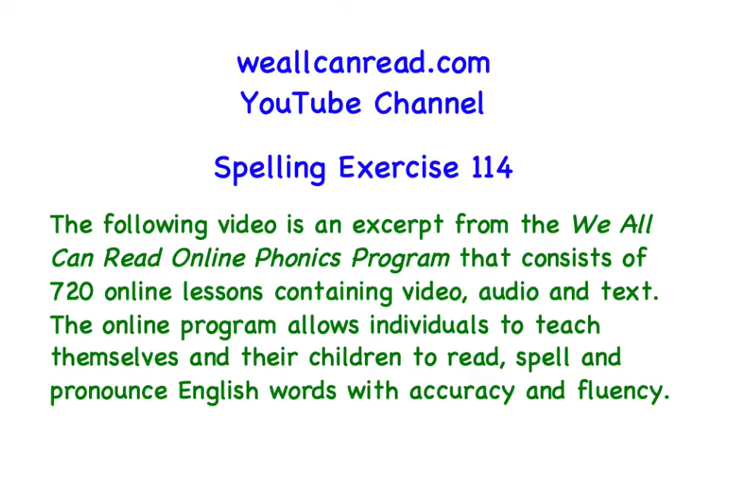 weallcanread.com
YouTube Channel
Spelling Exercise 114
The following video is an excerpt from the We All
Can Read Online Phonics Program that consists of
720 online lessons containing video, audio and text.
The online program allows individuals to teach
themselves and their children to read, spell and
pronounce English words with accuracy and fluency.